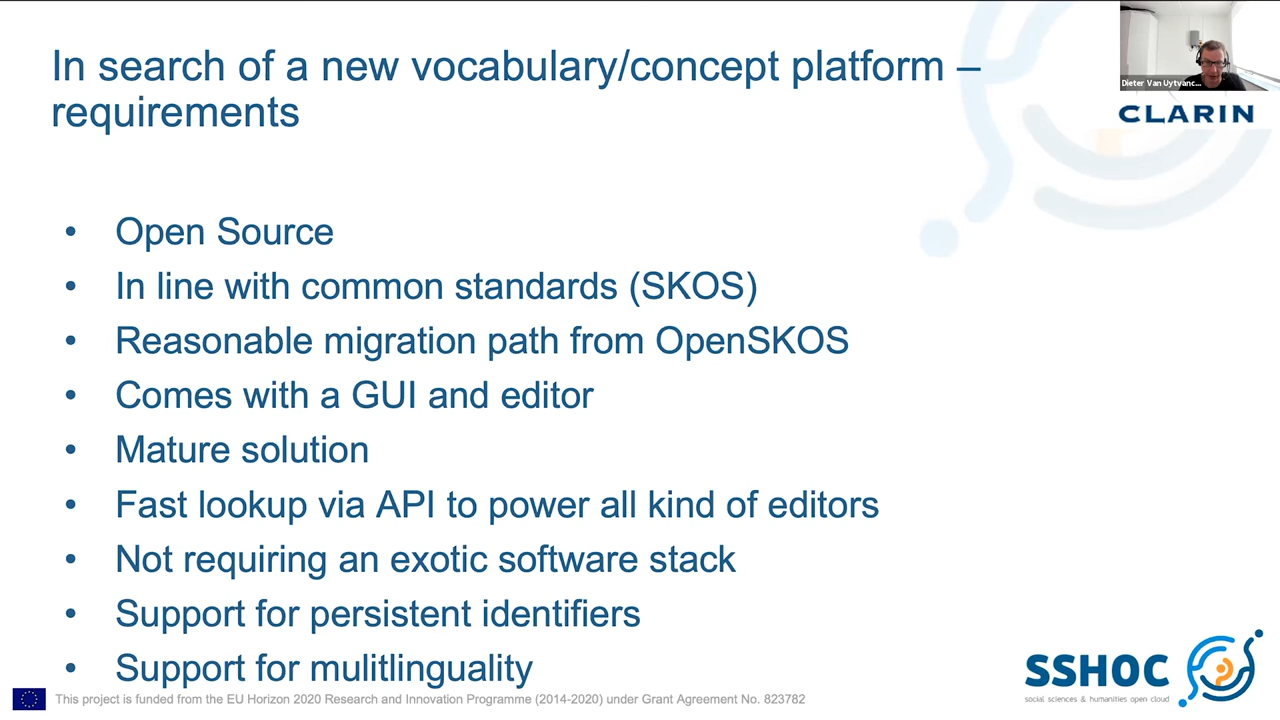 In search of a new vocabulary/concept platform –
requirements
Dieter Van Uytvanc...
CLARIN
• Open Source
• In line with common standards (SKOS)
• Reasonable migration path from OpenSKOS
• Comes with a GUI and editor
• Mature solution
• Fast lookup via API to power all kind of editors
• Not requiring an exotic software stack
• Support for persistent identifiers
• Support for mulitlinguality
SSHOC
social sciences & humanities open cloud
This project is funded from the EU Horizon 2020 Research and Innovation Programme (2014-2020) under Grant Agreement No. 823782